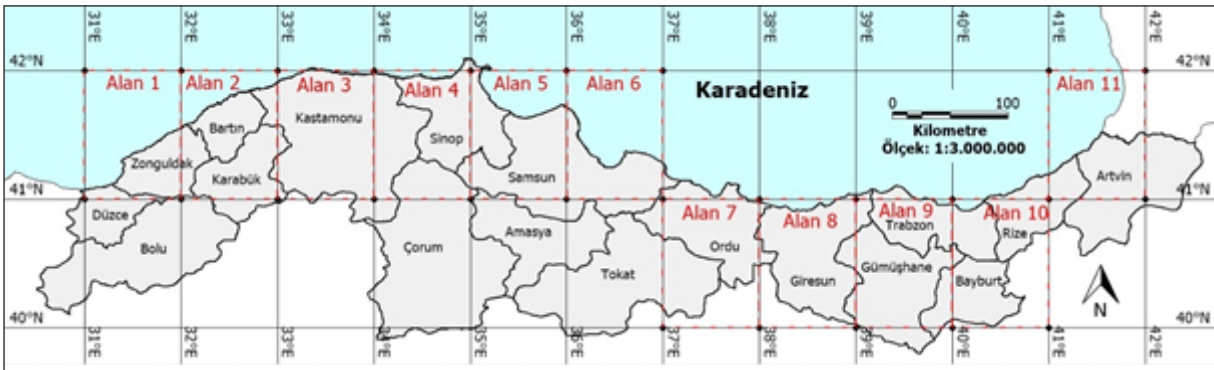 31°E 32°E 33°E 34°E 35°E 36°E 37°E 38°E 39°E 40°E 41°E 42°E
42°N 42°N
Alan 1 Alan 2 Alan 3 Alan 4 Alan 5 Alan 6 Alan 11
Karadeniz
0 100
Kilometre
Ölçek: 1:3.000.000
Kastamonu
Bartın
Sinop
Zonguldak
Karabük
Samsun
Artvin
41°N 41°N
Alan 7 Alan 8 Alan 9 Alan 10
Düzce
Trabzon
Rize
Amasya
Bolu
Çorum
Ordu
Tokat
Giresun
Gümüşhane
Bayburt
N
40°N 40°N
31°E 32°E 33°E 34°E 35°E 36°E 37°E 38°E 39°E 40°E 41°E 42°E